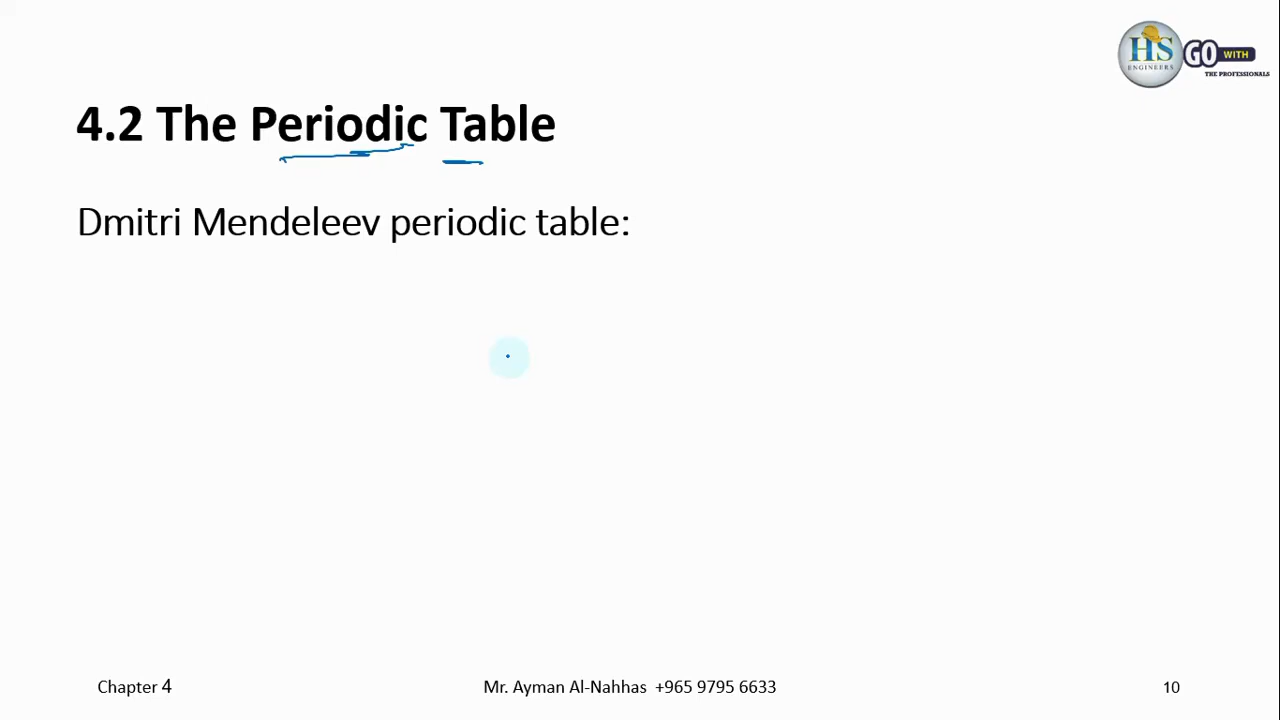 HS
ENGINEERS
GO WITH
THE PROFESSIONALS
4.2 The Periodic Table
Dmitri Mendeleev periodic table:
Chapter 4
Mr. Ayman Al-Nahhas +965 9795 6633
10